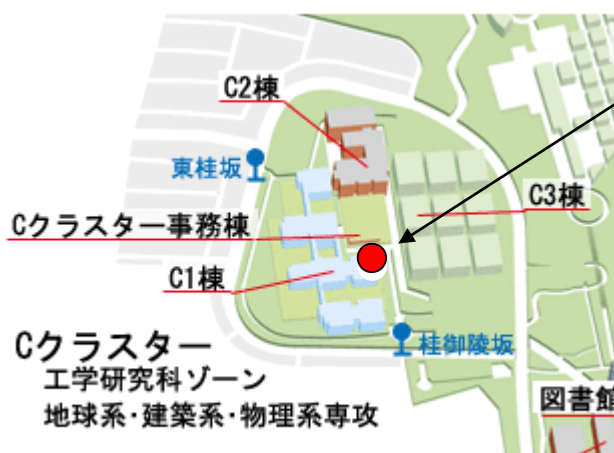 C2棟
東桂坂
C3棟
Cクラスター事務棟
C1棟
桂御陵坂
Cクラスター
工学研究科ゾーン
地球系・建築系・物理系専攻
図書館